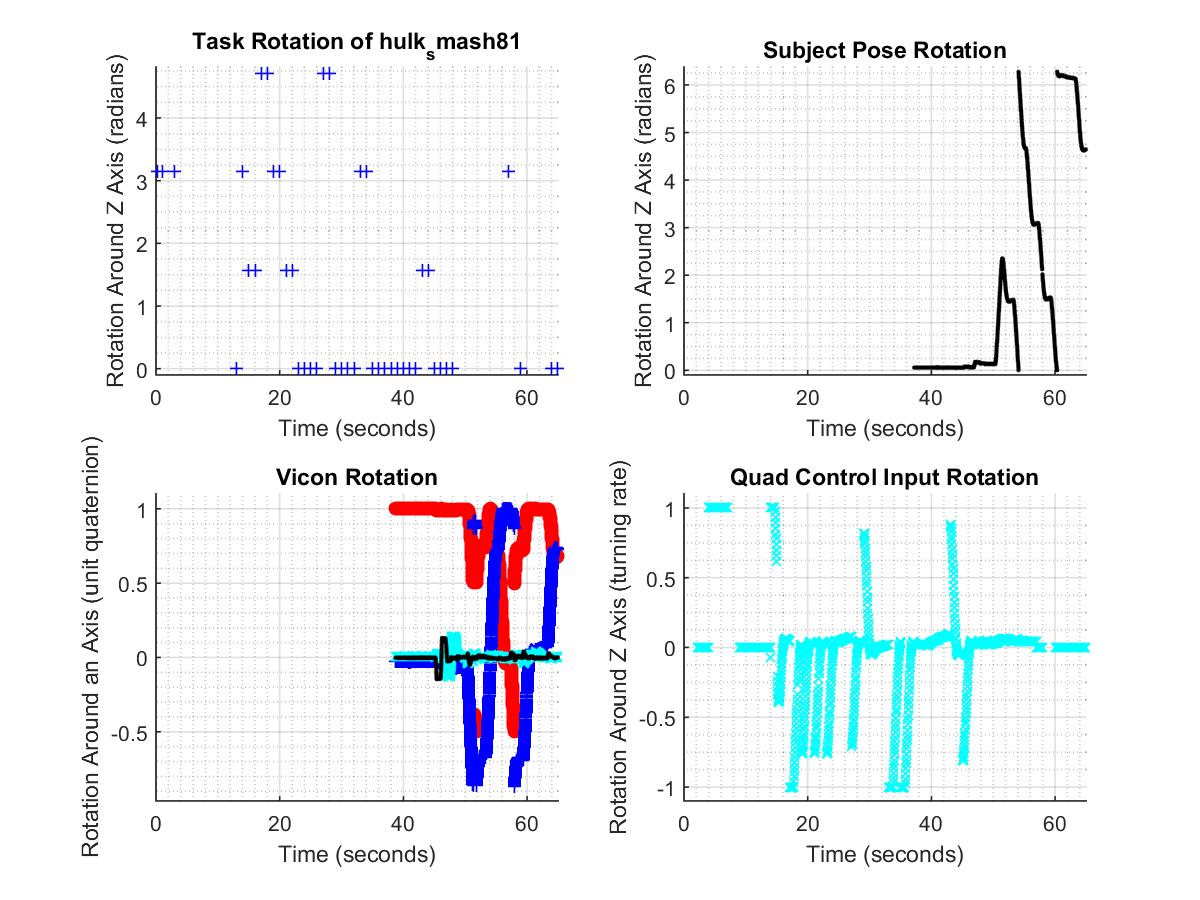 Task Rotation of hulksmash81
Rotation Around Z Axis (radians)
4
3
2
1
0
0 20 40 60
Time (seconds)
Subject Pose Rotation
Rotation Around Z Axis (radians)
6
5
4
3
2
1
0
0 20 40 60
Time (seconds)
Vicon Rotation
Rotation Around an Axis (unit quaternion)
1
0.5
0
-0.5
0 20 40 60
Time (seconds)
Quad Control Input Rotation
Rotation Around Z Axis (turning rate)
1
0.5
0
-0.5
-1
0 20 40 60
Time (seconds)